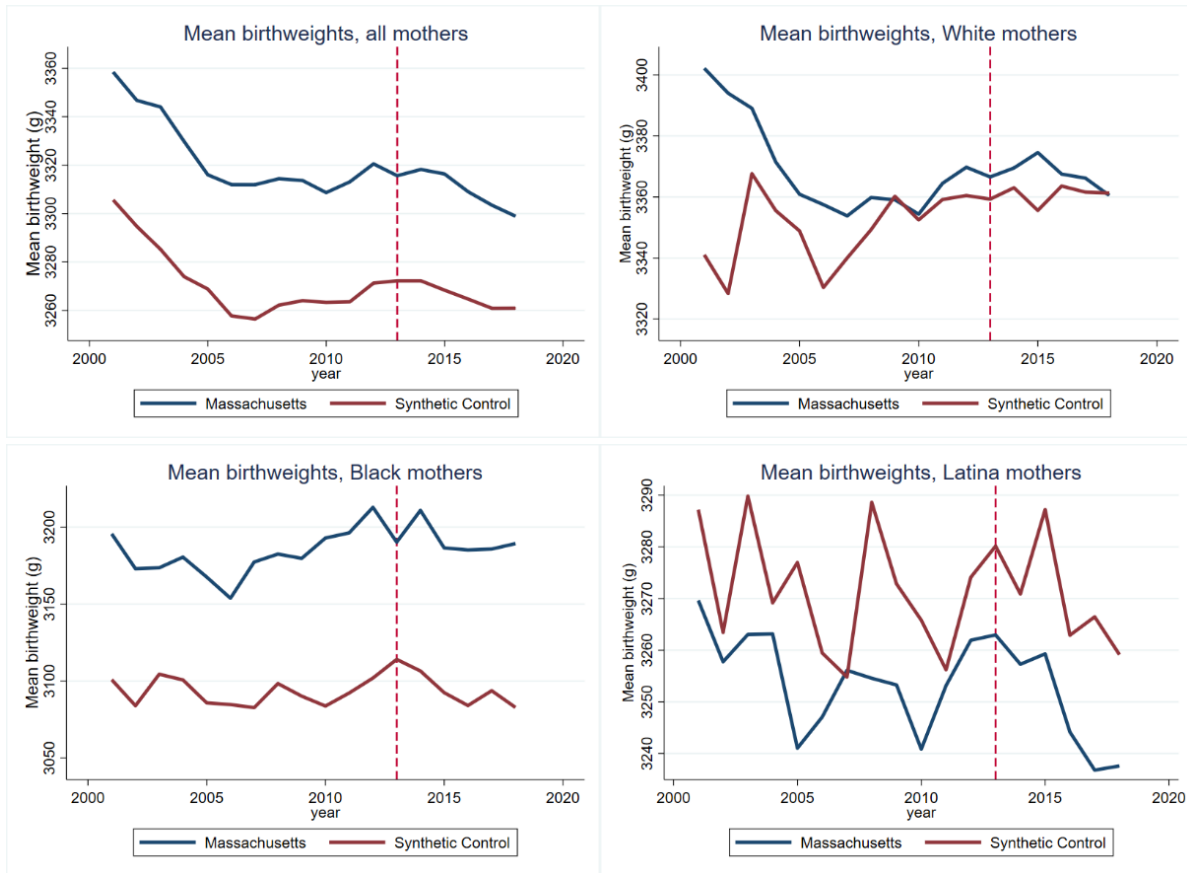 Mean birthweights, all mothers
Mean birthweight (g)
3360
3340
3320
3300
3280
3260
2000 2005 2010 2015 2020
year
Massachusetts Synthetic Control
Mean birthweights, White mothers
Mean birthweight (g)
3400
3380
3360
3340
3320
2000 2005 2010 2015 2020
year
Massachusetts Synthetic Control
Mean birthweights, Black mothers
Mean birthweight (g)
3200
3150
3100
3050
2000 2005 2010 2015 2020
year
Massachusetts Synthetic Control
Mean birthweights, Latina mothers
Mean birthweight (g)
3290
3280
3270
3260
3250
3240
2000 2005 2010 2015 2020
year
Massachusetts Synthetic Control